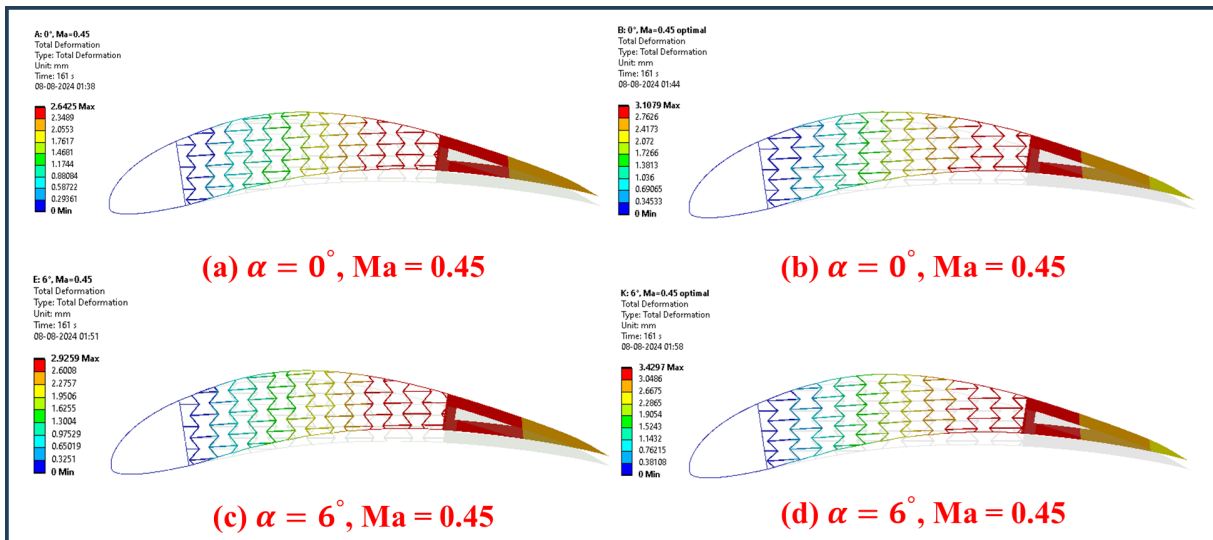 A: 0°, Ma=0.45
Total Deformation
Type: Total Deformation
Unit: mm
Time: 161 s
08-08-2024 01:38
2.6425 Max
2.3489
2.0553
1.7617
1.4681
1.1744
0.88084
0.58722
0.29361
0 Min
(a) α = 0°, Ma = 0.45
B: 0°, Ma=0.45 optimal
Total Deformation
Type: Total Deformation
Unit: mm
Time: 161 s
08-08-2024 01:44
3.1079 Max
2.7626
2.4173
2.072
1.7266
1.3813
1.036
0.69065
0.34533
0 Min
(b) α = 0°, Ma = 0.45
E: 6°, Ma=0.45
Total Deformation
Type: Total Deformation
Unit: mm
Time: 161 s
08-08-2024 01:51
2.9259 Max
2.6008
2.2757
1.9506
1.6255
1.3004
0.97529
0.65019
0.3251
0 Min
(c) α = 6°, Ma = 0.45
K: 6°, Ma=0.45 optimal
Total Deformation
Type: Total Deformation
Unit: mm
Time: 161 s
08-08-2024 01:58
3.4297 Max
3.0486
2.6675
2.2865
1.9054
1.5243
1.1432
0.76215
0.38108
0 Min
(d) α = 6°, Ma = 0.45